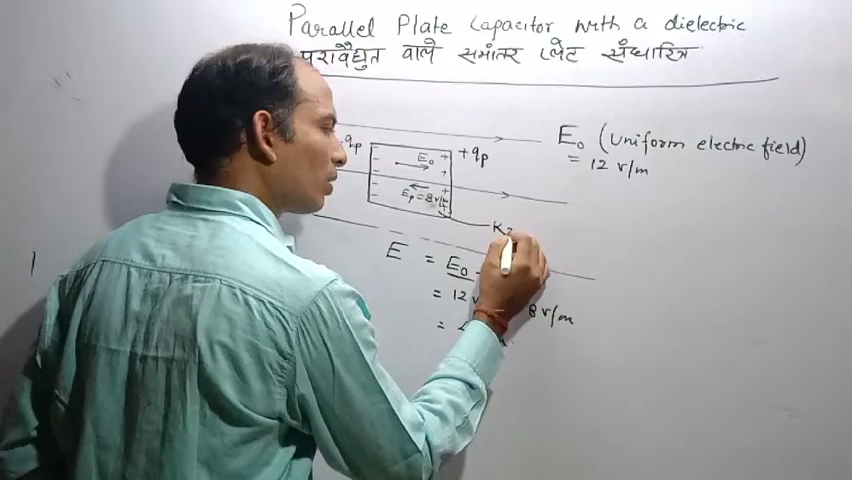 Parallel Plate Capacitor with a dielectric
परावैद्युत वाले समांतर प्लेट संधारित्र
E₀ (Uniform electric field)
= 12 V/m
qp
E₀
+qp
Ep = 8 V/m
K
E = E₀ -
= 12 V 8 V/m
= 4